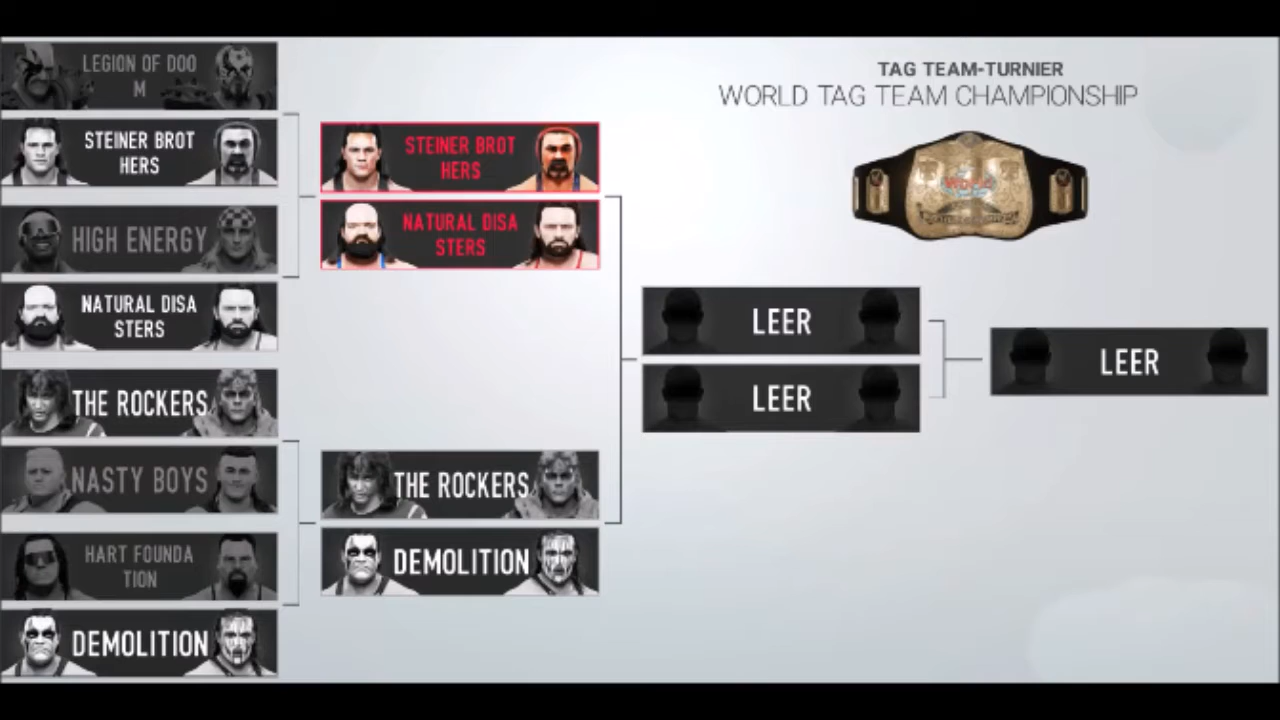 LEGION OF DOO
M
STEINER BROT
HERS
HIGH ENERGY
NATURAL DISA
STERS
THE ROCKERS
NASTY BOYS
HART FOUNDA
TION
DEMOLITION
STEINER BROT
HERS
NATURAL DISA
STERS
THE ROCKERS
DEMOLITION
TAG TEAM-TURNIER
WORLD TAG TEAM CHAMPIONSHIP
LEER
LEER
LEER